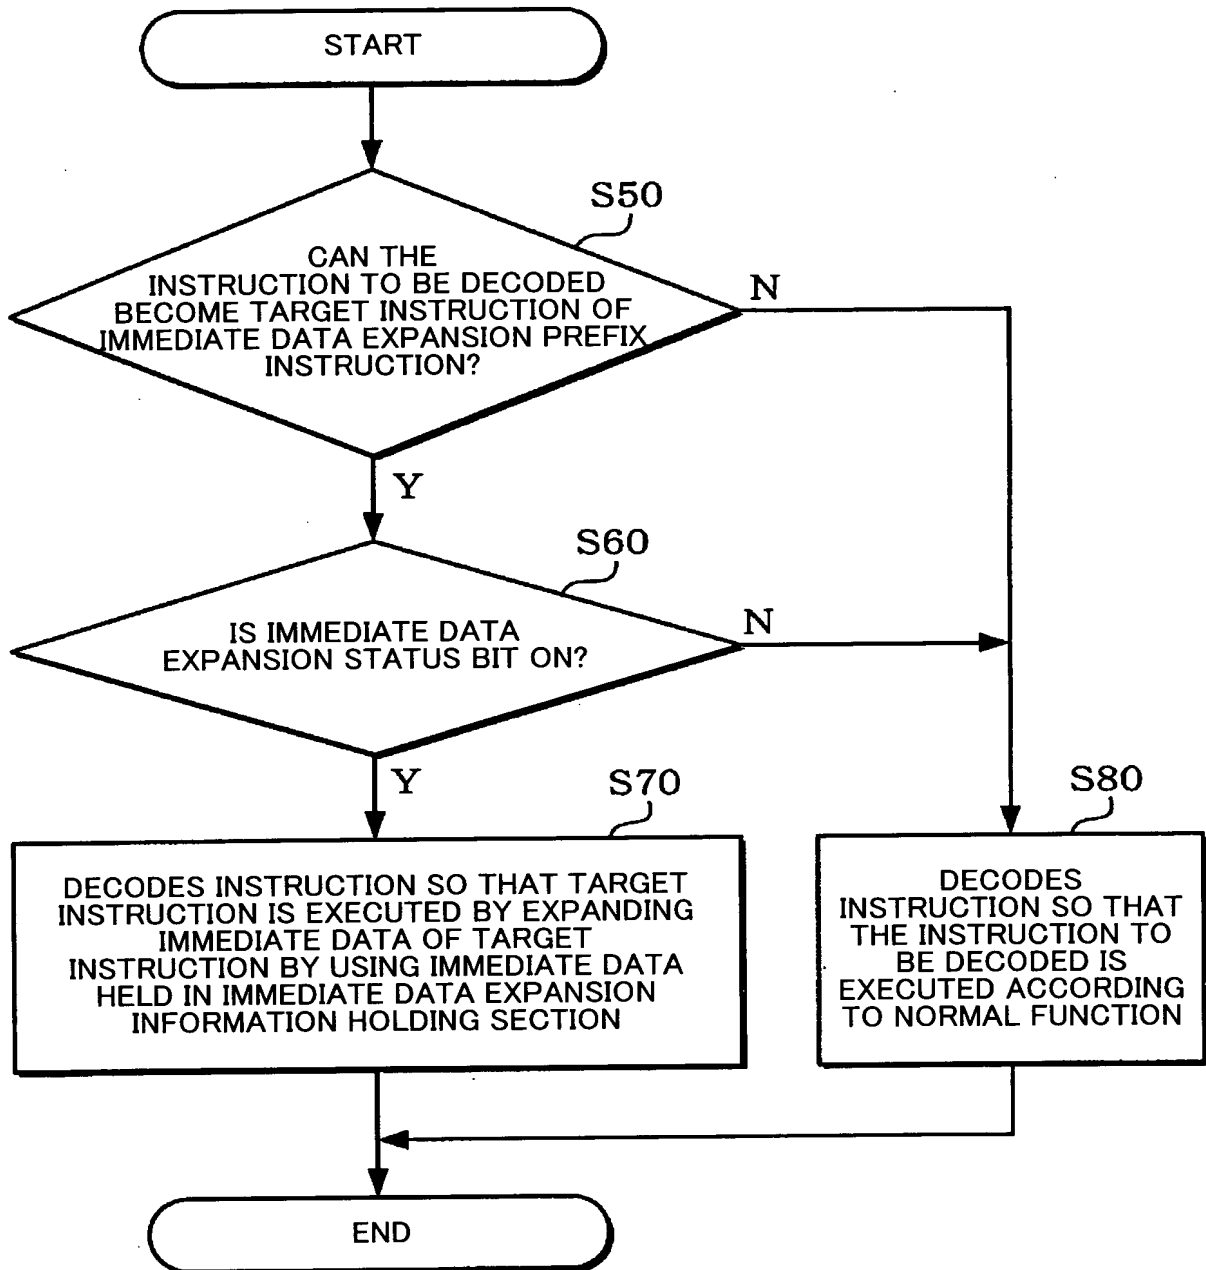 START
S50
CAN THE
INSTRUCTION TO BE DECODED
BECOME TARGET INSTRUCTION OF
IMMEDIATE DATA EXPANSION PREFIX
INSTRUCTION?
N
Y
S60
IS IMMEDIATE DATA
EXPANSION STATUS BIT ON?
N
Y
S70
DECODES INSTRUCTION SO THAT TARGET
INSTRUCTION IS EXECUTED BY EXPANDING
IMMEDIATE DATA OF TARGET
INSTRUCTION BY USING IMMEDIATE DATA
HELD IN IMMEDIATE DATA EXPANSION
INFORMATION HOLDING SECTION
S80
DECODES
INSTRUCTION SO THAT
THE INSTRUCTION TO
BE DECODED IS
EXECUTED ACCORDING
TO NORMAL FUNCTION
END